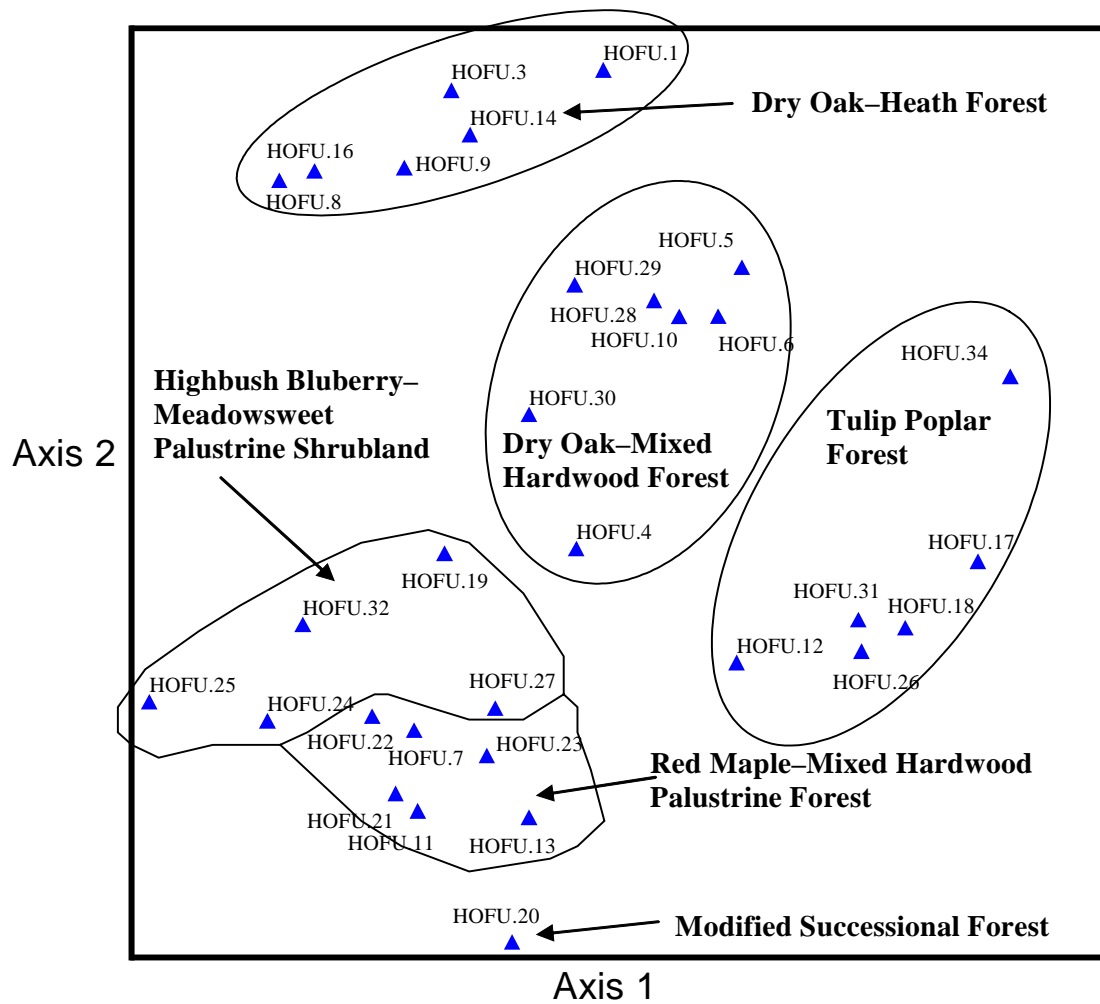 HOFU.1
HOFU.3
Dry Oak–Heath Forest
HOFU.14
HOFU.16
HOFU.9
HOFU.8
HOFU.5
HOFU.29
HOFU.28
HOFU.10
HOFU.6
HOFU.34
Highbush Bluberry–
Meadowsweet
Palustrine Shrubland
HOFU.30
Dry Oak–Mixed
Hardwood Forest
Tulip Poplar
Forest
Axis 2
HOFU.4
HOFU.17
HOFU.19
HOFU.32
HOFU.31
HOFU.18
HOFU.12
HOFU.26
HOFU.25
HOFU.24
HOFU.27
HOFU.22
HOFU.7
HOFU.23
Red Maple–Mixed Hardwood
Palustrine Forest
HOFU.21
HOFU.11
HOFU.13
HOFU.20
Modified Successional Forest
Axis 1